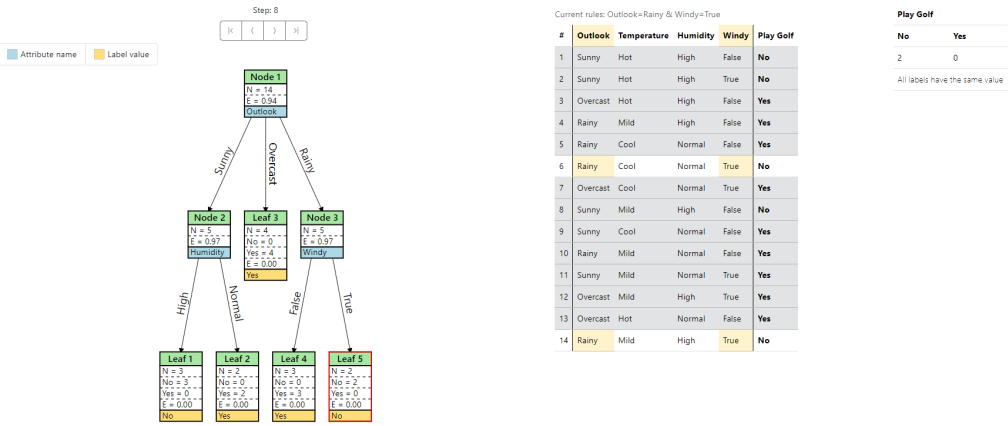 Step: 8
|< < > >|
Attribute name Label value
Node 1
N = 14
E = 0.94
Outlook
Sunny Overcast Rainy
Node 2
N = 5
E = 0.97
Humidity
Leaf 3
N = 4
No = 0
Yes = 4
E = 0.00
Yes
Node 3
N = 5
E = 0.97
Windy
High Normal False True
Leaf 1
N = 3
No = 3
Yes = 0
E = 0.00
No
Leaf 2
N = 2
No = 0
Yes = 2
E = 0.00
Yes
Leaf 4
N = 3
No = 0
Yes = 3
E = 0.00
Yes
Leaf 5
N = 2
No = 2
Yes = 0
E = 0.00
No
Current rules: Outlook=Rainy & Windy=True
# Outlook Temperature Humidity Windy Play Golf
1 Sunny Hot High False No
2 Sunny Hot High True No
3 Overcast Hot High False Yes
4 Rainy Mild High False Yes
5 Rainy Cool Normal False Yes
6 Rainy Cool Normal True No
7 Overcast Cool Normal True Yes
8 Sunny Mild High False No
9 Sunny Cool Normal False Yes
10 Rainy Mild Normal False Yes
11 Sunny Mild Normal True Yes
12 Overcast Mild High True Yes
13 Overcast Hot Normal False Yes
14 Rainy Mild High True No
Play Golf
No Yes
2 0
All labels have the same value